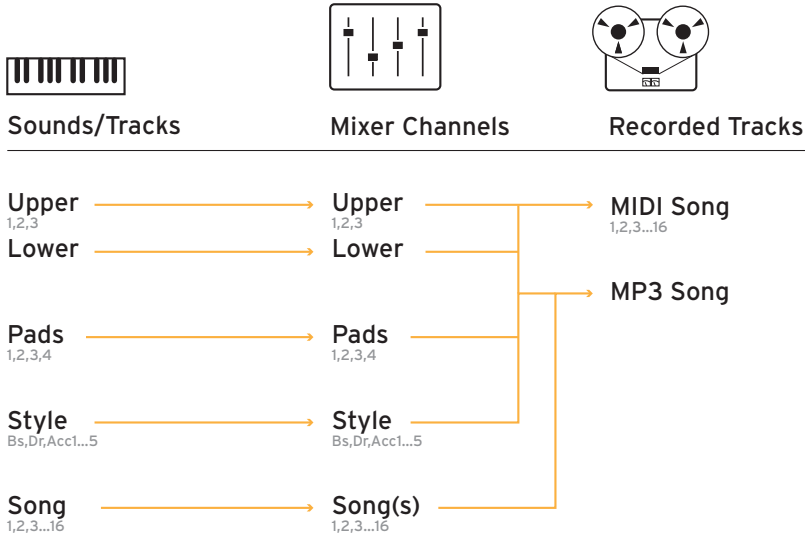 Sounds/Tracks Mixer Channels Recorded Tracks
Upper Upper MIDI Song
1,2,3 1,2,3 1,2,3...16
Lower Lower
MP3 Song
Pads Pads
1,2,3,4 1,2,3,4
Style Style
Bs,Dr,Acc1...5 Bs,Dr,Acc1...5
Song Song(s)
1,2,3...16 1,2,3...16